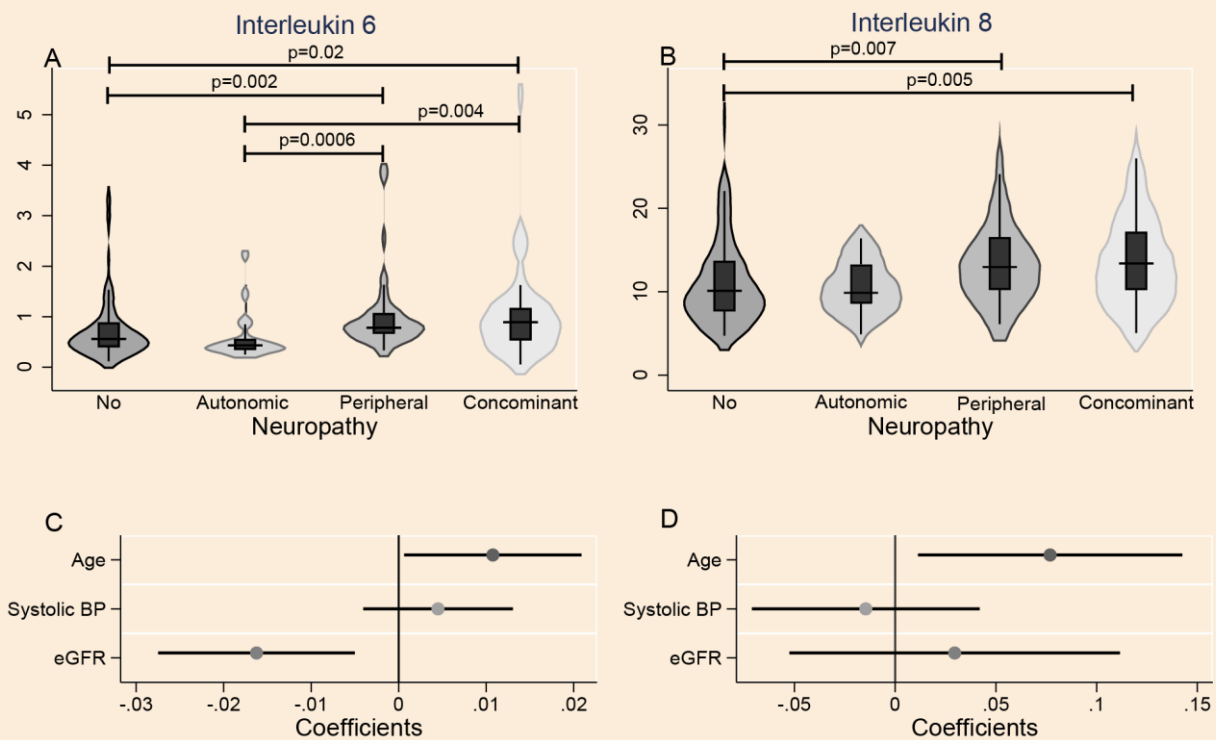 Interleukin 6
A
p=0.02
p=0.002
p=0.004
p=0.0006
5
4
3
2
1
0
No Autonomic Peripheral Concominant
Neuropathy
Interleukin 8
B
p=0.007
p=0.005
30
20
10
0
No Autonomic Peripheral Concominant
Neuropathy
C
Age
Systolic BP
eGFR
-.03 -.02 -.01 0 .01 .02
Coefficients
D
Age
Systolic BP
eGFR
-.05 0 .05 .1 .15
Coefficients